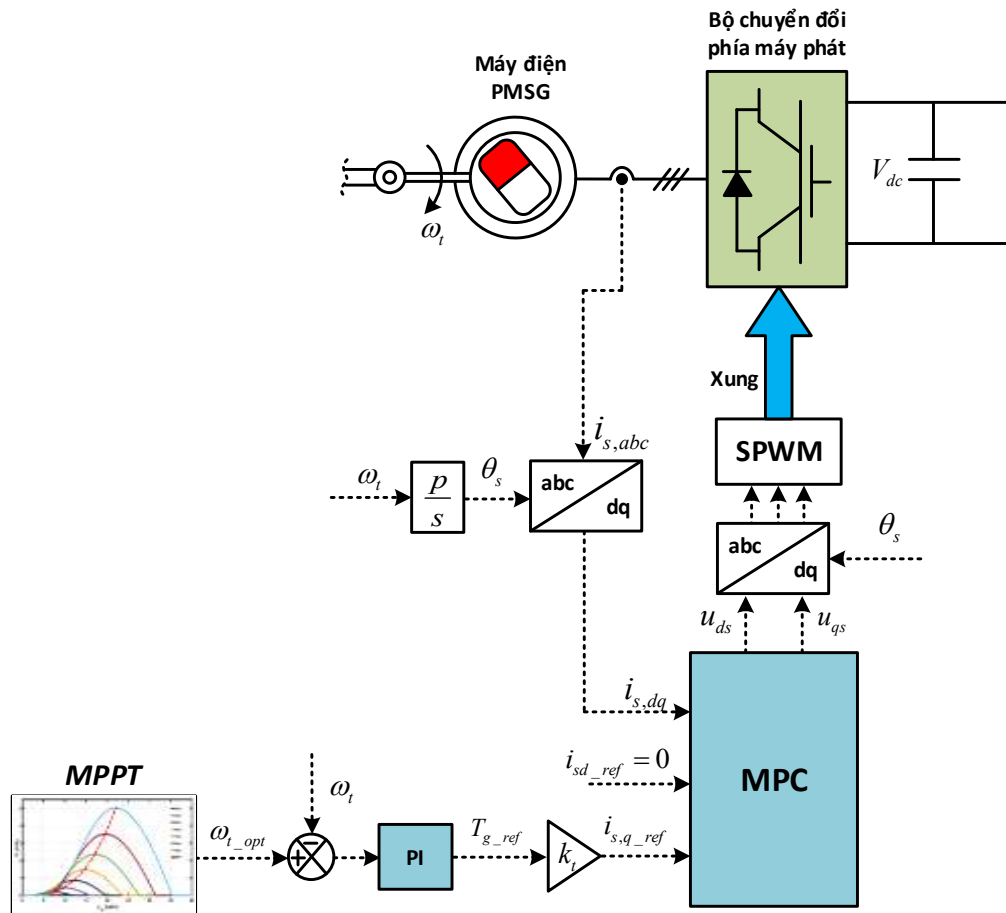 Bộ chuyển đổi
phía máy phát
Máy điện
PMSG
V_dc
ω_t
Xung
i_s,abc
SPWM
ω_t
p/s
θ_s
abc
dq
abc
dq
θ_s
u_ds
u_qs
i_s,dq
MPC
i_sd_ref = 0
MPPT
ω_t
ω_t_opt
+
−
PI
T_g_ref
k_t
i_s,q_ref